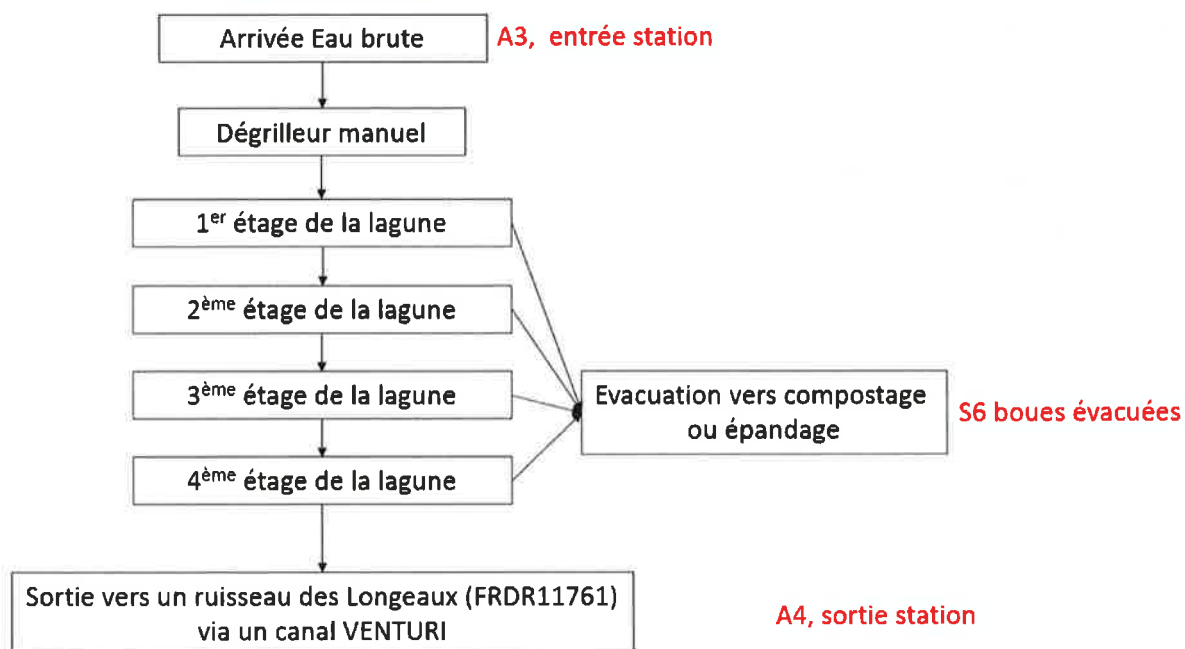 Arrivée Eau brute
A3, entrée station
Dégrilleur manuel
1er étage de la lagune
2ème étage de la lagune
3ème étage de la lagune
4ème étage de la lagune
Evacuation vers compostage
ou épandage
S6 boues évacuées
Sortie vers un ruisseau des Longeaux (FRDR11761)
via un canal VENTURI
A4, sortie station